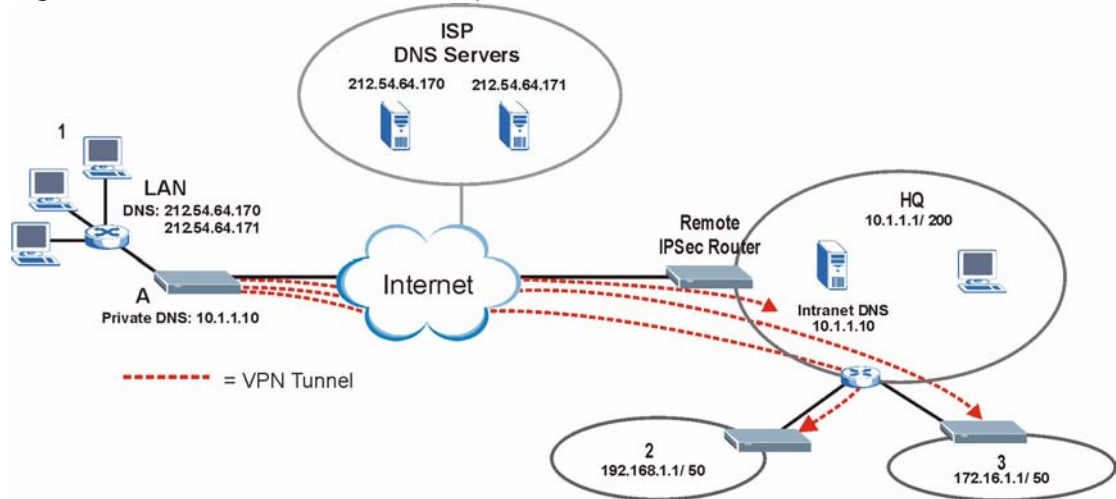 ISP
DNS Servers
212.54.64.170 212.54.64.171
1
LAN
DNS: 212.54.64.170
212.54.64.171
A
Private DNS: 10.1.1.10
Internet
Remote
IPSec Router
HQ
10.1.1.1/ 200
Intranet DNS
10.1.1.10
= VPN Tunnel
2
192.168.1.1/ 50
3
172.16.1.1/ 50